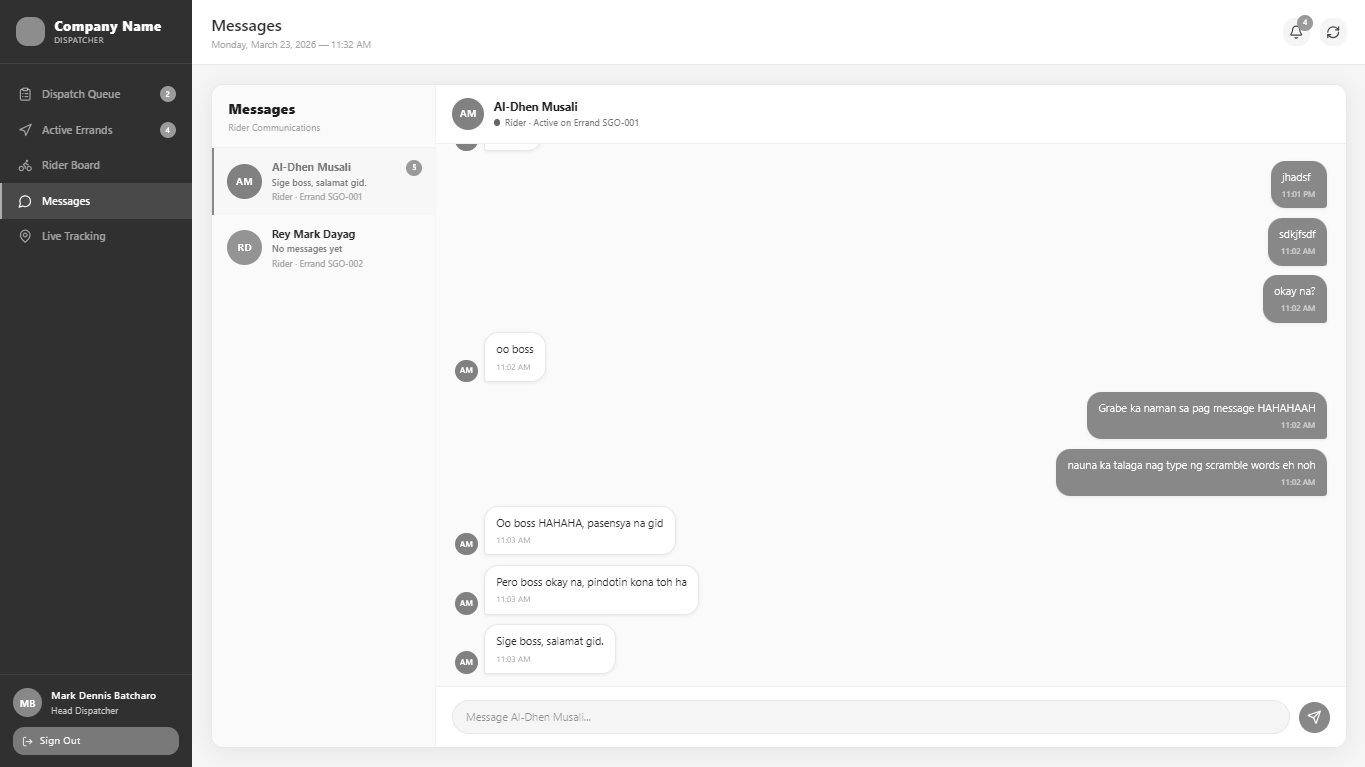 Company Name
DISPATCHER
Dispatch Queue 2
Active Errands 4
Rider Board
Messages
Live Tracking
MB
Mark Dennis Batcharo
Head Dispatcher
Sign Out
Messages
Monday, March 23, 2026 — 11:32 AM
4
Messages
Rider Communications
AM
Al-Dhen Musali 5
Sige boss, salamat gid.
Rider · Errand SGO-001
RD
Rey Mark Dayag
No messages yet
Rider · Errand SGO-002
AM
Al-Dhen Musali
Rider · Active on Errand SGO-001
jhadsf
11:01 PM
sdkjfsdf
11:02 AM
okay na?
11:02 AM
oo boss
11:02 AM
AM
Grabe ka naman sa pag message HAHAHAAH
11:02 AM
nauna ka talaga nag type ng scramble words eh noh
11:02 AM
Oo boss HAHAHA, pasensya na gid
11:03 AM
AM
Pero boss okay na, pindotin kona toh ha
11:03 AM
AM
Sige boss, salamat gid.
11:03 AM
AM
Message Al-Dhen Musali...